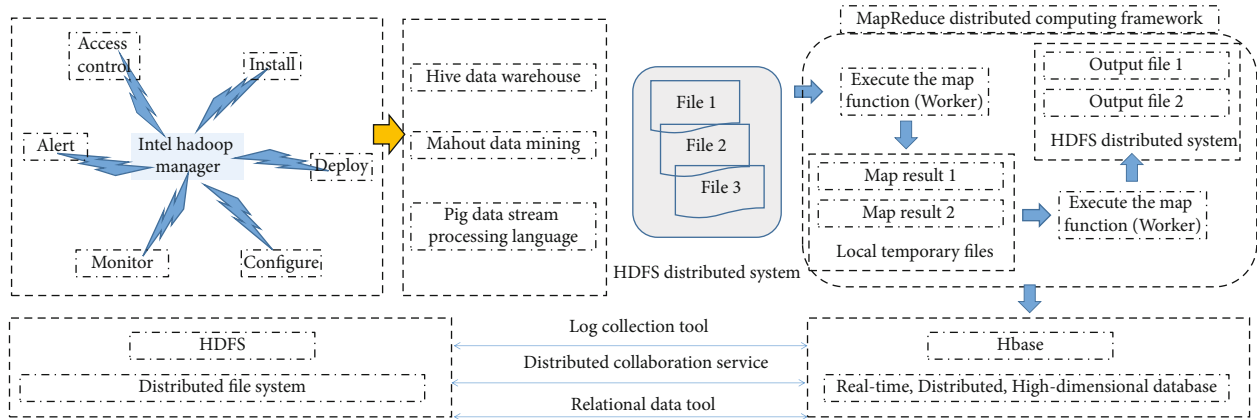 Access
control
Install
Alert
Intel hadoop
manager
Deploy
Monitor
Configure
Hive data warehouse
Mahout data mining
Pig data stream
processing language
File 1
File 2
File 3
HDFS distributed system
MapReduce distributed computing framework
Execute the map
function (Worker)
Map result 1
Map result 2
Local temporary files
Output file 1
Output file 2
HDFS distributed system
Execute the map
function (Worker)
HDFS
Distributed file system
Log collection tool
Distributed collaboration service
Relational data tool
Hbase
Real-time, Distributed, High-dimensional database